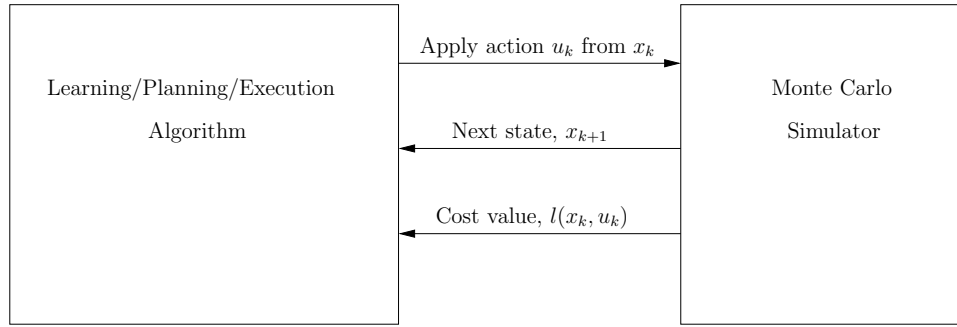 Learning/Planning/Execution
Algorithm
Apply action u_k from x_k
Next state, x_{k+1}
Cost value, l(x_k, u_k)
Monte Carlo
Simulator